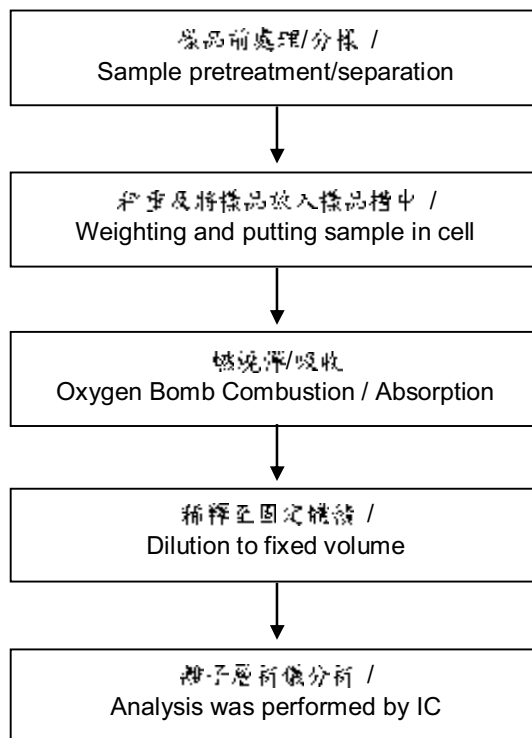 樣品前處理/分樣 /
Sample pretreatment/separation
秤重及將樣品放入樣品槽中 /
Weighting and putting sample in cell
燃燒彈/吸收
Oxygen Bomb Combustion / Absorption
稀釋至固定體積 /
Dilution to fixed volume
離子層析儀分析 /
Analysis was performed by IC